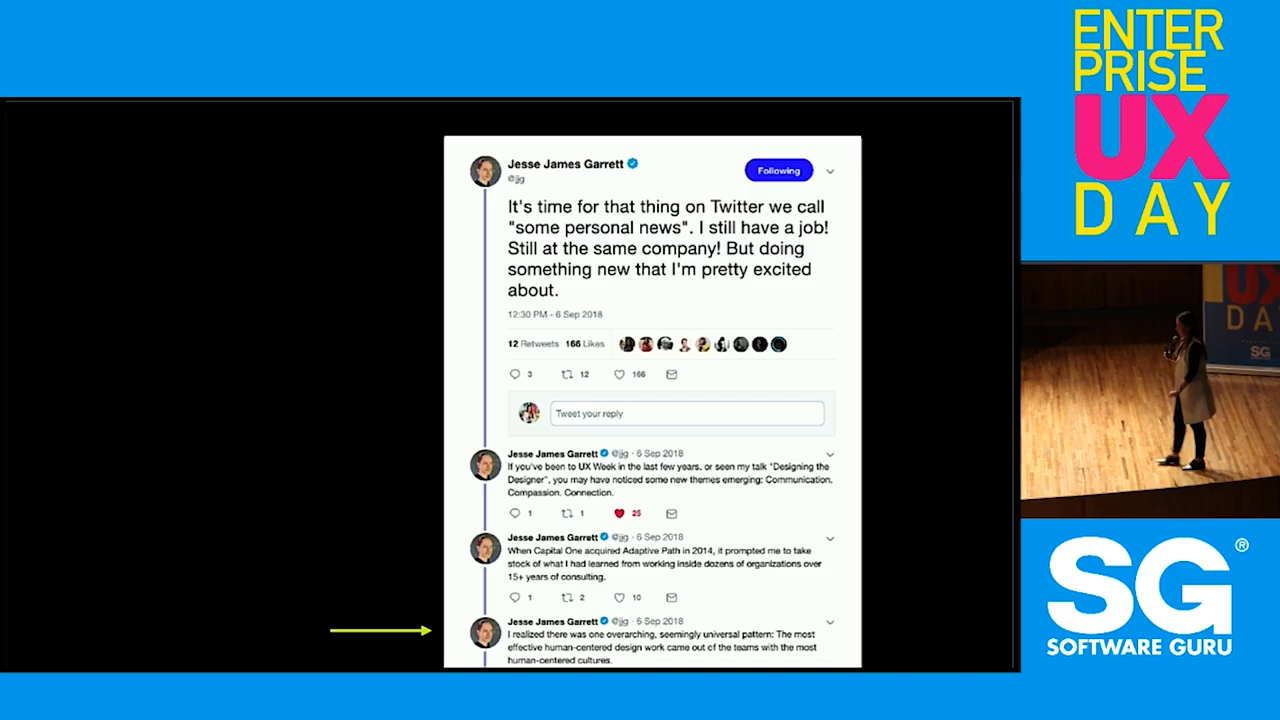 ENTER
PRISE
UX
DAY
Jesse James Garrett
@jjg
Following
It's time for that thing on Twitter we call
"some personal news". I still have a job!
Still at the same company! But doing
something new that I'm pretty excited
about.
12:30 PM - 6 Sep 2018
12 Retweets 166 Likes
3 12 166
Tweet your reply
Jesse James Garrett @jjg · 6 Sep 2018
If you've been to UX Week in the last few years, or seen my talk "Designing the
Designer", you may have noticed some new themes emerging: Communication.
Compassion. Connection.
1 1 25
Jesse James Garrett @jjg · 6 Sep 2018
When Capital One acquired Adaptive Path in 2014, it prompted me to take
stock of what I had learned from working inside dozens of organizations over
15+ years of consulting.
1 2 10
Jesse James Garrett @jjg · 6 Sep 2018
I realized there was one overarching, seemingly universal pattern: The most
effective human-centered design work came out of the teams with the most
human-centered cultures.
UX
DA
SG
SG®
SOFTWARE GURU